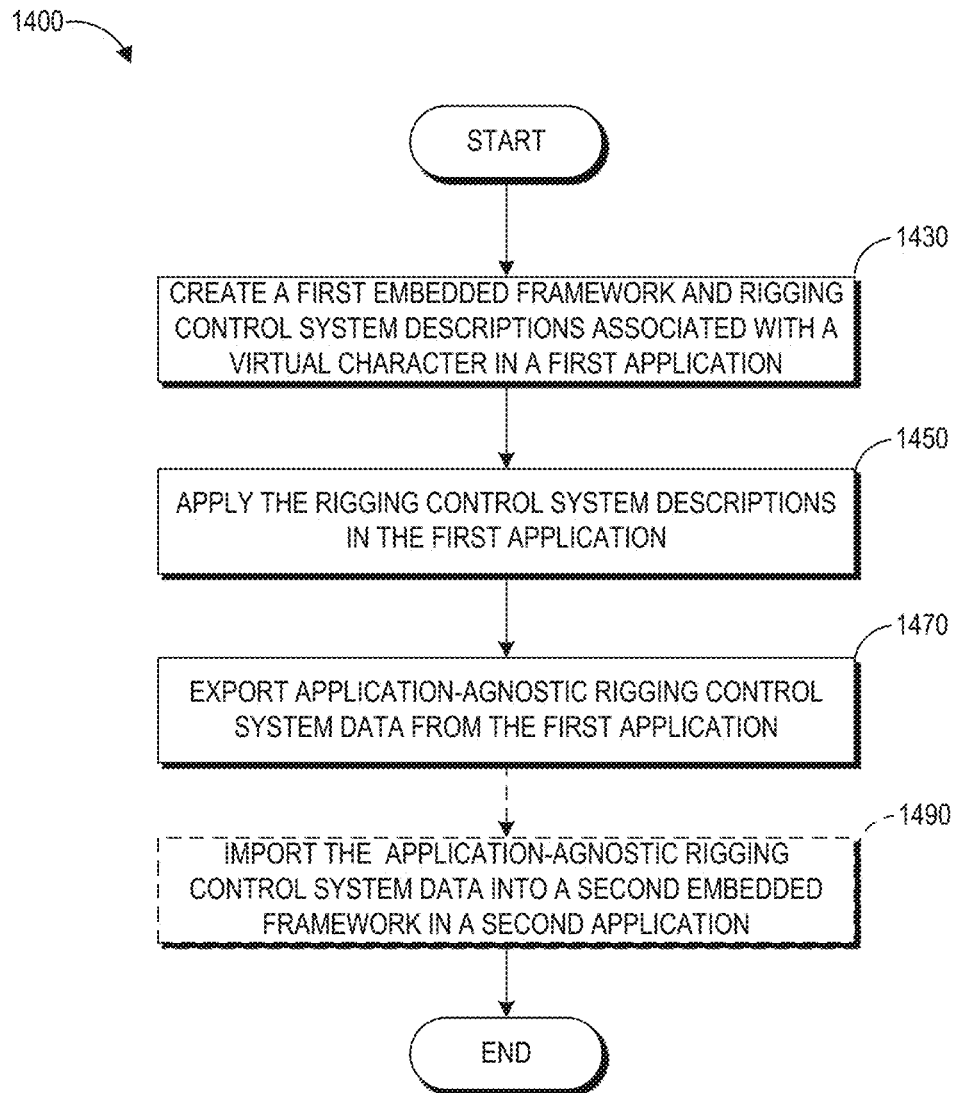 1400
START
1430
CREATE A FIRST EMBEDDED FRAMEWORK AND RIGGING
CONTROL SYSTEM DESCRIPTIONS ASSOCIATED WITH A
VIRTUAL CHARACTER IN A FIRST APPLICATION
1450
APPLY THE RIGGING CONTROL SYSTEM DESCRIPTIONS
IN THE FIRST APPLICATION
1470
EXPORT APPLICATION-AGNOSTIC RIGGING CONTROL
SYSTEM DATA FROM THE FIRST APPLICATION
1490
IMPORT THE APPLICATION-AGNOSTIC RIGGING
CONTROL SYSTEM DATA INTO A SECOND EMBEDDED
FRAMEWORK IN A SECOND APPLICATION
END